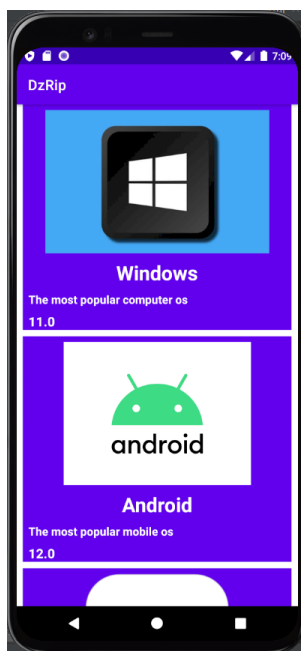 7:09
DzRip
Windows
The most popular computer os
11.0
android
Android
The most popular mobile os
12.0